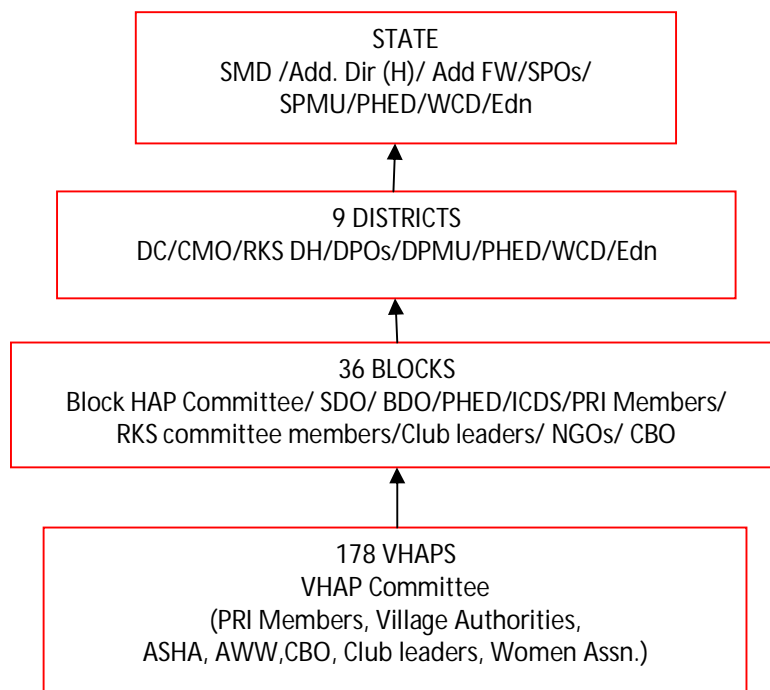 STATE
SMD /Add. Dir (H)/ Add FW/SPOs/
SPMU/PHED/WCD/Edn
9 DISTRICTS
DC/CMO/RKS DH/DPOs/DPMU/PHED/WCD/Edn
36 BLOCKS
Block HAP Committee/ SDO/ BDO/PHED/ICDS/PRI Members/
RKS committee members/Club leaders/ NGOs/ CBO
178 VHAPS
VHAP Committee
(PRI Members, Village Authorities,
ASHA, AWW,CBO, Club leaders, Women Assn.)